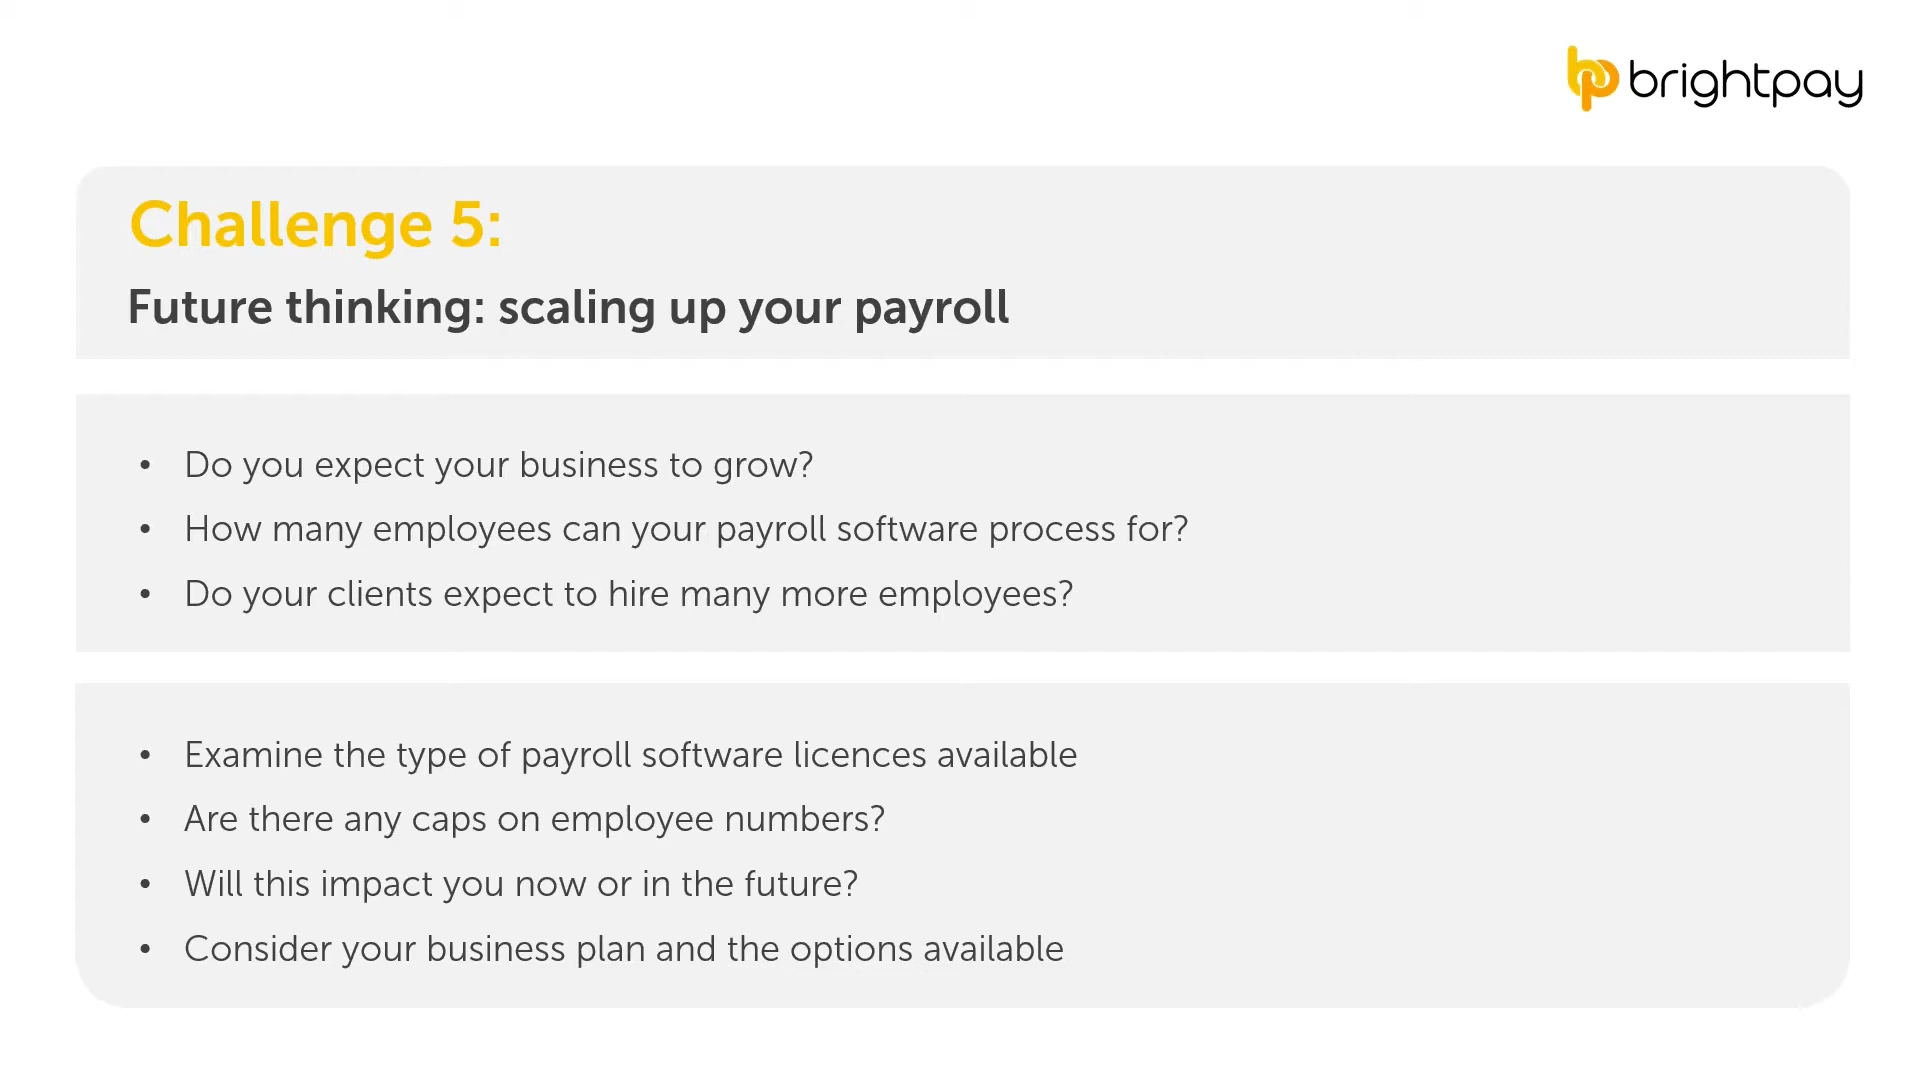 brightpay
Challenge 5:
Future thinking: scaling up your payroll
• Do you expect your business to grow?
• How many employees can your payroll software process for?
• Do your clients expect to hire many more employees?
• Examine the type of payroll software licences available
• Are there any caps on employee numbers?
• Will this impact you now or in the future?
• Consider your business plan and the options available